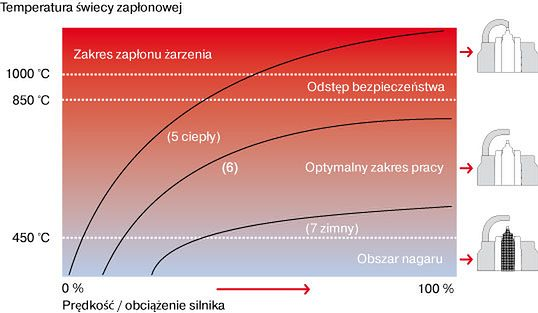 Temperatura świecy zapłonowej
Zakres zapłonu żarzenia
1000 °C
Odstęp bezpieczeństwa
850 °C
(5 ciepły)
(6)
Optymalny zakres pracy
(7 zimny)
450 °C
Obszar nagaru
0 %
100 %
Prędkość / obciążenie silnika